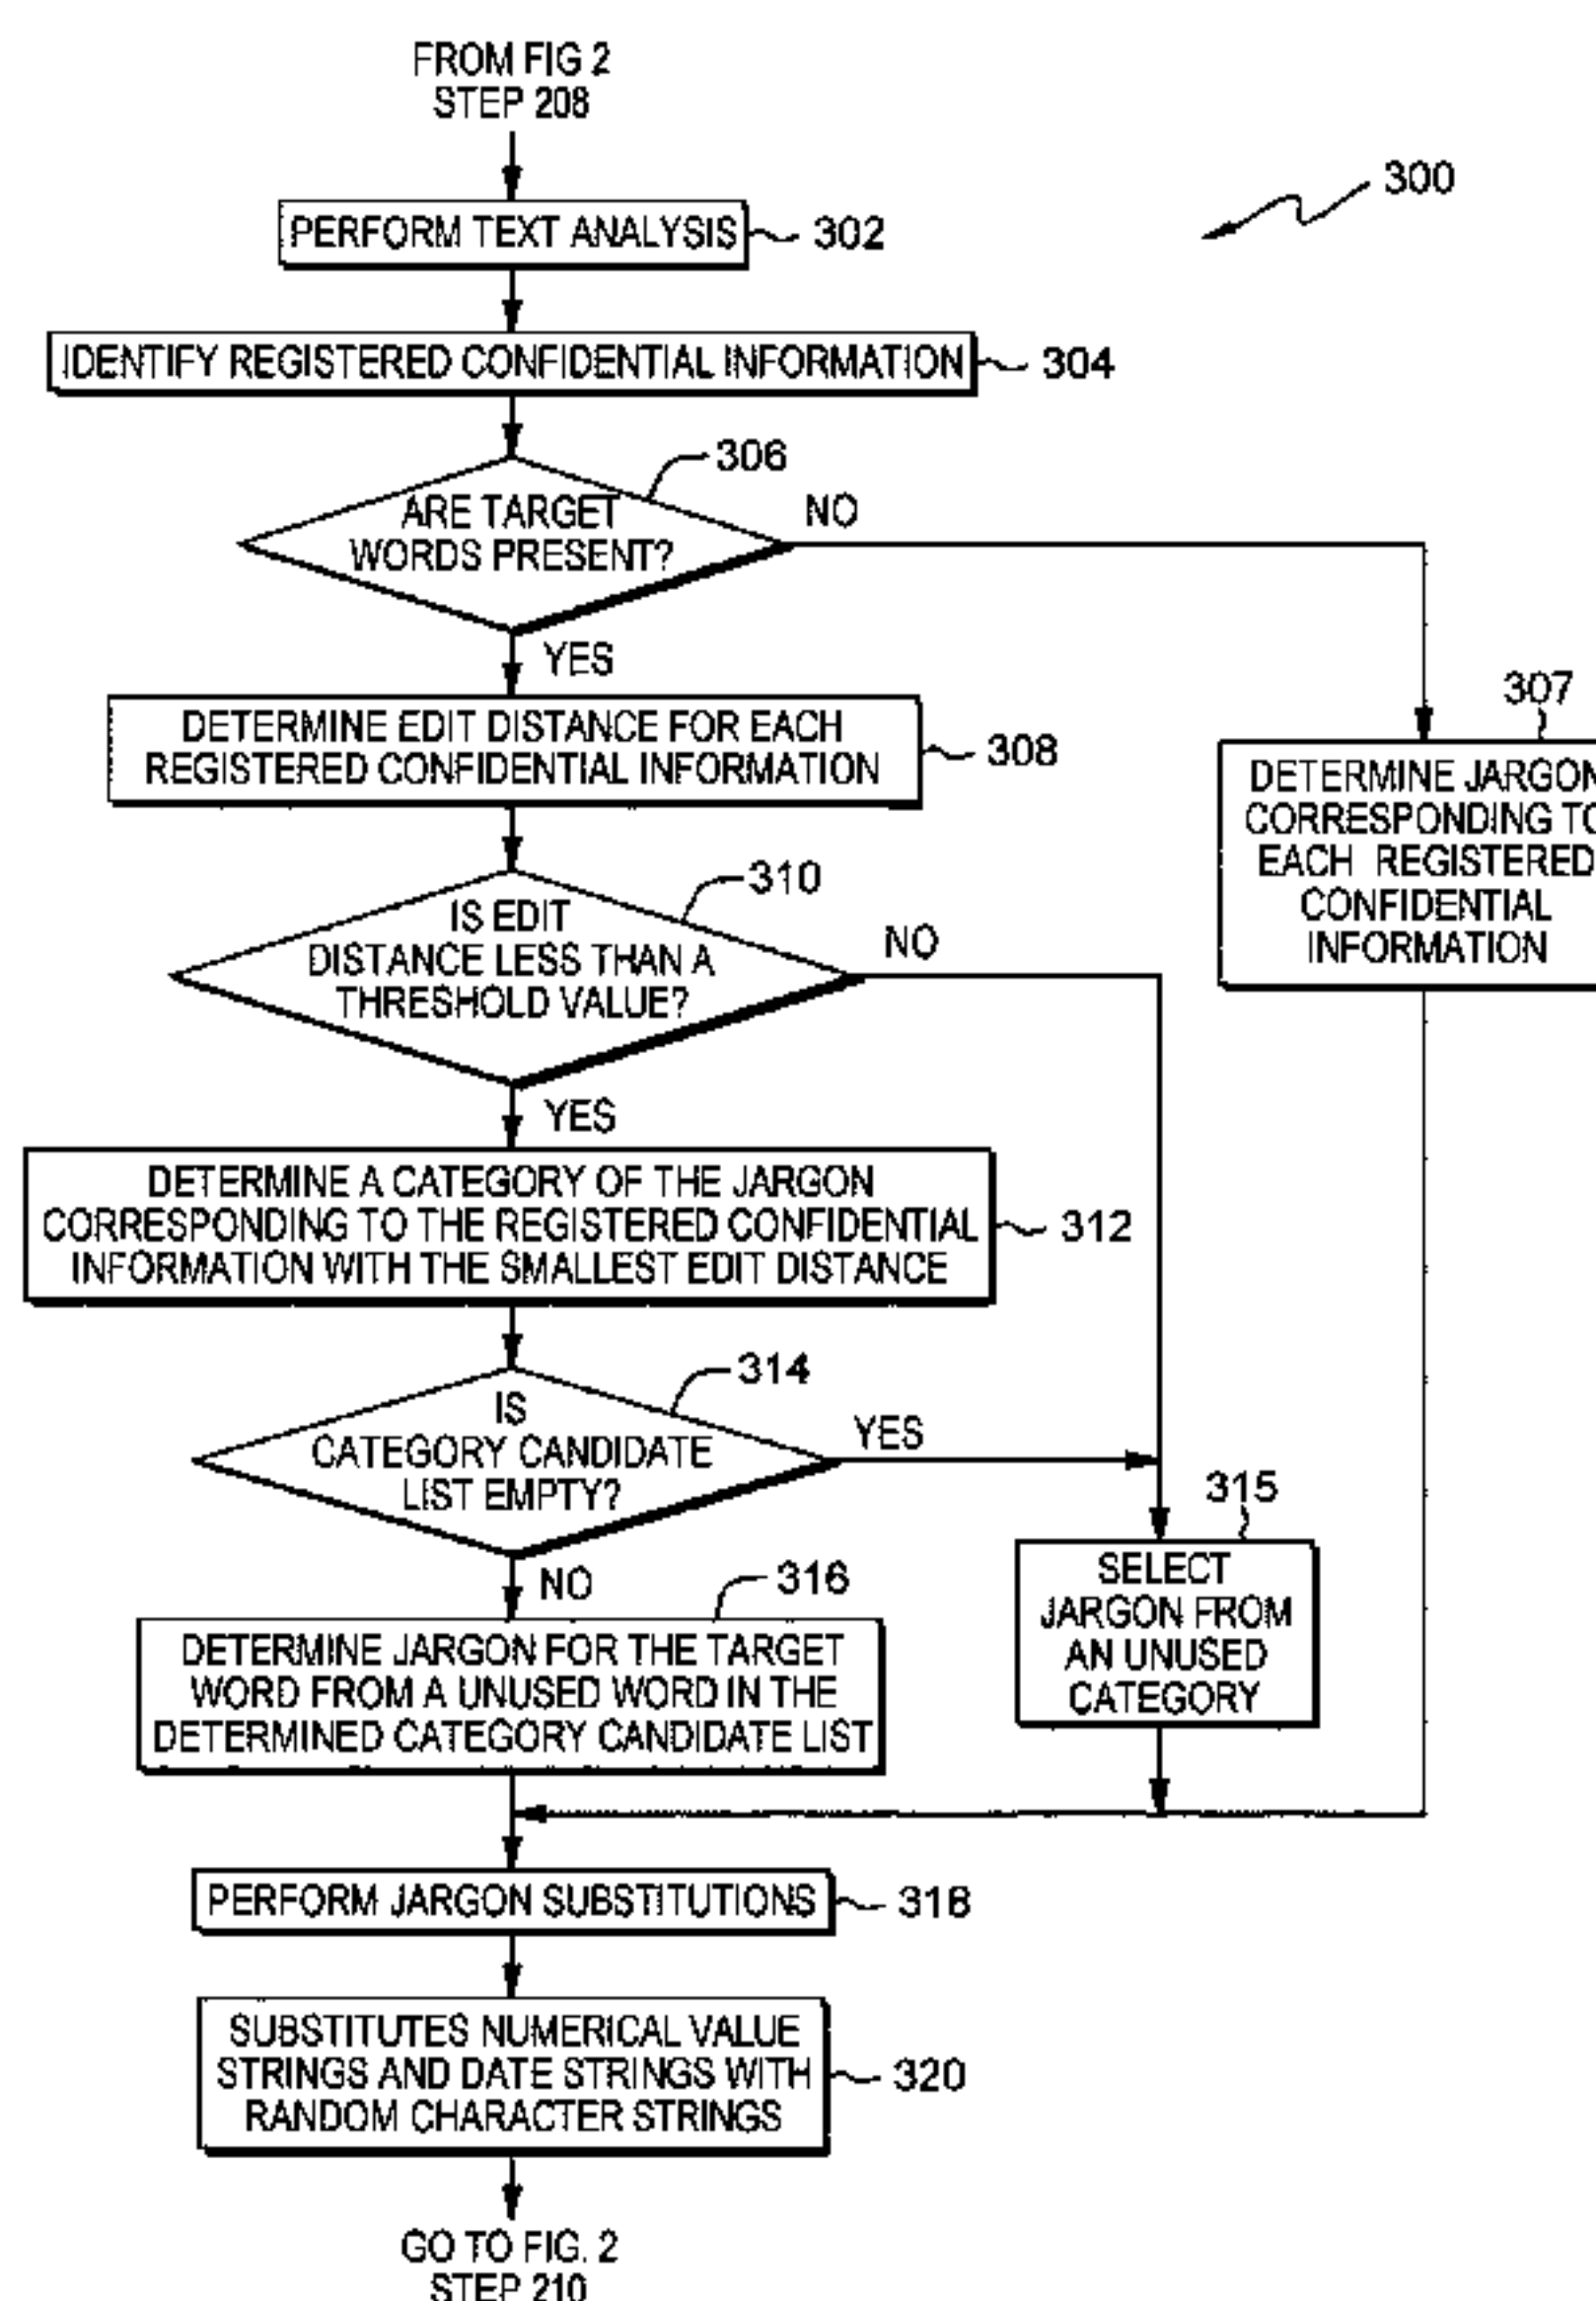 FROM FIG 2
STEP 208
300
PERFORM TEXT ANALYSIS
302
IDENTIFY REGISTERED CONFIDENTIAL INFORMATION
304
306
ARE TARGET
WORDS PRESENT?
NO
YES
307
DETERMINE JARGON
CORRESPONDING TO
EACH REGISTERED
CONFIDENTIAL
INFORMATION
DETERMINE EDIT DISTANCE FOR EACH
REGISTERED CONFIDENTIAL INFORMATION
308
310
IS EDIT
DISTANCE LESS THAN A
THRESHOLD VALUE?
NO
YES
DETERMINE A CATEGORY OF THE JARGON
CORRESPONDING TO THE REGISTERED CONFIDENTIAL
INFORMATION WITH THE SMALLEST EDIT DISTANCE
312
314
IS
CATEGORY CANDIDATE
LIST EMPTY?
YES
NO
315
SELECT
JARGON FROM
AN UNUSED
CATEGORY
316
DETERMINE JARGON FOR THE TARGET
WORD FROM A UNUSED WORD IN THE
DETERMINED CATEGORY CANDIDATE LIST
PERFORM JARGON SUBSTITUTIONS
318
SUBSTITUTES NUMERICAL VALUE
STRINGS AND DATE STRINGS WITH
RANDOM CHARACTER STRINGS
320
GO TO FIG. 2
STEP 210